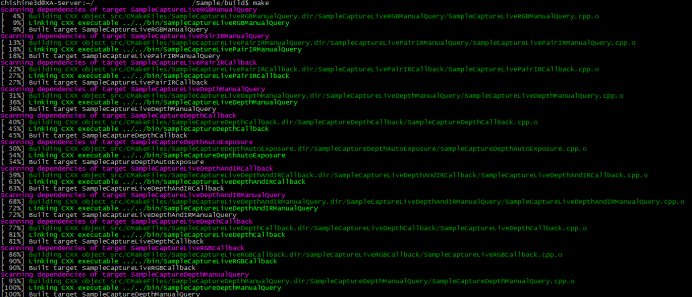 chishine3d@XA-Server:~/ /Sample/build$ make
Scanning dependencies of target SampleCaptureLiveRGBManualQuery
[  4%] Building CXX object src/CMakeFiles/SampleCaptureLiveRGBManualQuery.dir/SampleCaptureLiveRGBManualQuery/SampleCaptureLiveRGBManualQuery.cpp.o
[  9%] Linking CXX executable ../../bin/SampleCaptureLiveRGBManualQuery
[  9%] Built target SampleCaptureLiveRGBManualQuery
Scanning dependencies of target SampleCaptureLivePairIRManualQuery
[ 13%] Building CXX object src/CMakeFiles/SampleCaptureLivePairIRManualQuery.dir/SampleCaptureLivePairIRManualQuery/SampleCaptureLivePairIRManualQuery.cpp.o
[ 18%] Linking CXX executable ../../bin/SampleCaptureLivePairIRManualQuery
[ 18%] Built target SampleCaptureLivePairIRManualQuery
Scanning dependencies of target SampleCaptureLivePairIRCallback
[ 22%] Building CXX object src/CMakeFiles/SampleCaptureLivePairIRCallback.dir/SampleCaptureLivePairIRCallback/SampleCaptureLivePairIRCallback.cpp.o
[ 27%] Linking CXX executable ../../bin/SampleCaptureLivePairIRCallback
[ 27%] Built target SampleCaptureLivePairIRCallback
Scanning dependencies of target SampleCaptureLiveDepthManualQuery
[ 31%] Building CXX object src/CMakeFiles/SampleCaptureLiveDepthManualQuery.dir/SampleCaptureLiveDepthManualQuery/SampleCaptureLiveDepthManualQuery.cpp.o
[ 36%] Linking CXX executable ../../bin/SampleCaptureLiveDepthManualQuery
[ 36%] Built target SampleCaptureLiveDepthManualQuery
Scanning dependencies of target SampleCaptureDepthCallback
[ 40%] Building CXX object src/CMakeFiles/SampleCaptureDepthCallback.dir/SampleCaptureDepthCallback/SampleCaptureDepthCallback.cpp.o
[ 45%] Linking CXX executable ../../bin/SampleCaptureDepthCallback
[ 45%] Built target SampleCaptureDepthCallback
Scanning dependencies of target SampleCaptureDepthAutoExposure
[ 50%] Building CXX object src/CMakeFiles/SampleCaptureDepthAutoExposure.dir/SampleCaptureDepthAutoExposure/SampleCaptureDepthAutoExposure.cpp.o
[ 54%] Linking CXX executable ../../bin/SampleCaptureDepthAutoExposure
[ 54%] Built target SampleCaptureDepthAutoExposure
Scanning dependencies of target SampleCaptureLiveDepthAndIRCallback
[ 59%] Building CXX object src/CMakeFiles/SampleCaptureLiveDepthAndIRCallback.dir/SampleCaptureLiveDepthAndIRCallback/SampleCaptureLiveDepthAndIRCallback.cpp.o
[ 63%] Linking CXX executable ../../bin/SampleCaptureLiveDepthAndIRCallback
[ 63%] Built target SampleCaptureLiveDepthAndIRCallback
Scanning dependencies of target SampleCaptureLiveDepthAndIRManualQuery
[ 68%] Building CXX object src/CMakeFiles/SampleCaptureLiveDepthAndIRManualQuery.dir/SampleCaptureLiveDepthAndIRManualQuery/SampleCaptureLiveDepthAndIRManualQuery.cpp.o
[ 72%] Linking CXX executable ../../bin/SampleCaptureLiveDepthAndIRManualQuery
[ 72%] Built target SampleCaptureLiveDepthAndIRManualQuery
Scanning dependencies of target SampleCaptureLiveDepthCallback
[ 77%] Building CXX object src/CMakeFiles/SampleCaptureLiveDepthCallback.dir/SampleCaptureLiveDepthCallback/SampleCaptureLiveDepthCallback.cpp.o
[ 81%] Linking CXX executable ../../bin/SampleCaptureLiveDepthCallback
[ 81%] Built target SampleCaptureLiveDepthCallback
Scanning dependencies of target SampleCaptureLiveRGBCallback
[ 86%] Building CXX object src/CMakeFiles/SampleCaptureLiveRGBCallback.dir/SampleCaptureLiveRGBCallback/SampleCaptureLiveRGBCallback.cpp.o
[ 90%] Linking CXX executable ../../bin/SampleCaptureLiveRGBCallback
[ 90%] Built target SampleCaptureLiveRGBCallback
Scanning dependencies of target SampleCaptureDepthManualQuery
[ 95%] Building CXX object src/CMakeFiles/SampleCaptureDepthManualQuery.dir/SampleCaptureDepthManualQuery/SampleCaptureDepthManualQuery.cpp.o
[100%] Linking CXX executable ../../bin/SampleCaptureDepthManualQuery
[100%] Built target SampleCaptureDepthManualQuery